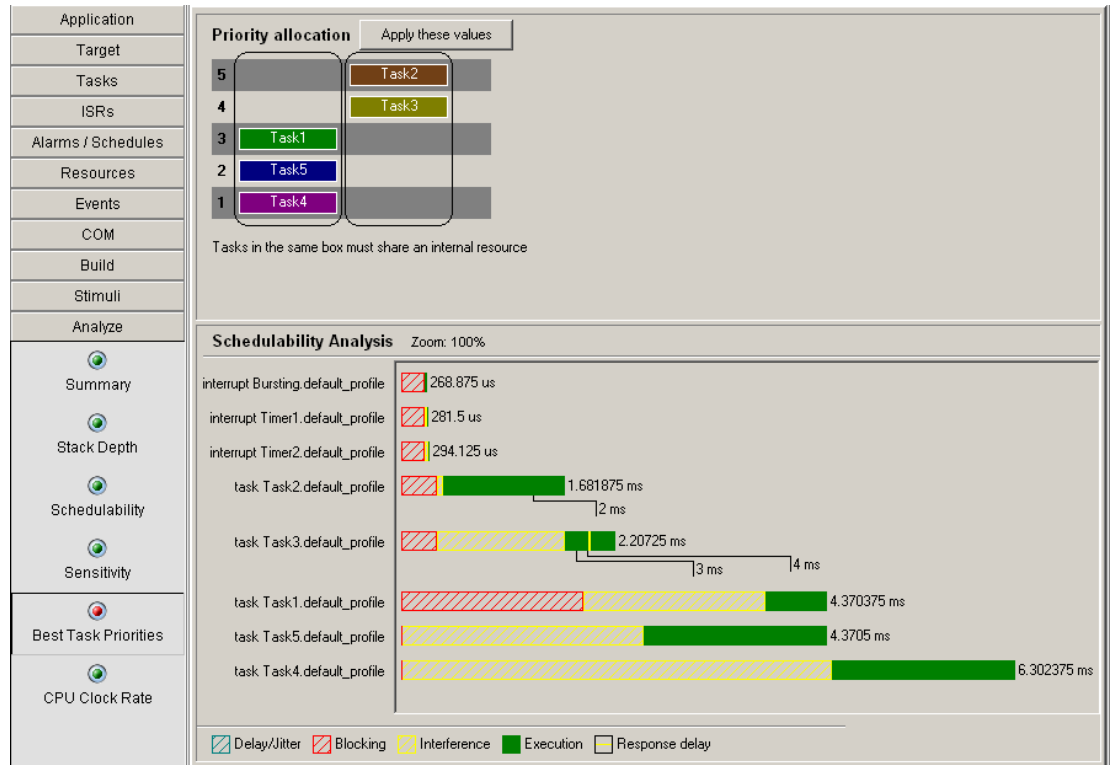 Application
Target
Tasks
ISRs
Alarms / Schedules
Resources
Events
COM
Build
Stimuli
Analyze
Summary
Stack Depth
Schedulability
Sensitivity
Best Task Priorities
CPU Clock Rate
Priority allocation Apply these values
5 Task2
4 Task3
3 Task1
2 Task5
1 Task4
Tasks in the same box must share an internal resource
Schedulability Analysis Zoom: 100%
interrupt Bursting.default_profile 268.875 us
interrupt Timer1.default_profile 281.5 us
interrupt Timer2.default_profile 294.125 us
task Task2.default_profile 1.681875 ms
2 ms
task Task3.default_profile 2.20725 ms
3 ms 4 ms
task Task1.default_profile 4.370375 ms
task Task5.default_profile 4.3705 ms
task Task4.default_profile 6.302375 ms
Delay/Jitter Blocking Interference Execution Response delay